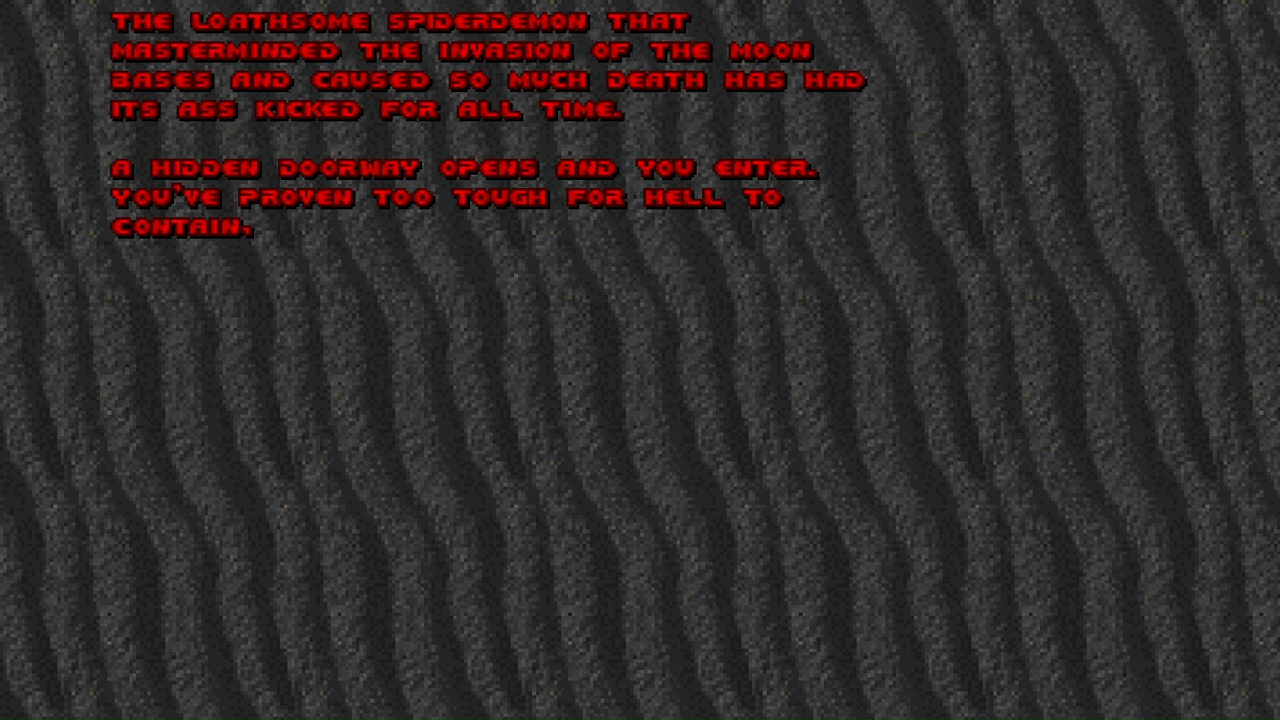 THE LOATHSOME SPIDERDEMON THAT
MASTERMINDED THE INVASION OF THE MOON
BASES AND CAUSED SO MUCH DEATH HAS HAD
ITS ASS KICKED FOR ALL TIME.
A HIDDEN DOORWAY OPENS AND YOU ENTER.
YOU'VE PROVEN TOO TOUGH FOR HELL TO
CONTAIN,